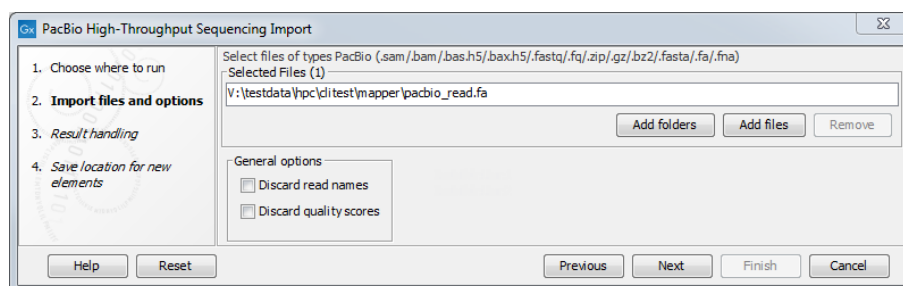 Gx PacBio High-Throughput Sequencing Import
1. Choose where to run
2. Import files and options
3. Result handling
4. Save location for new
elements
Select files of types PacBio (.sam/.bam/.bas.h5/.bax.h5/.fastq/.fq/.zip/.gz/.bz2/.fasta/.fa/.fna)
Selected Files (1)
V:\testdata\hpc\clitest\mapper\pacbio_read.fa
Add folders Add files Remove
General options
Discard read names
Discard quality scores
Help Reset Previous Next Finish Cancel